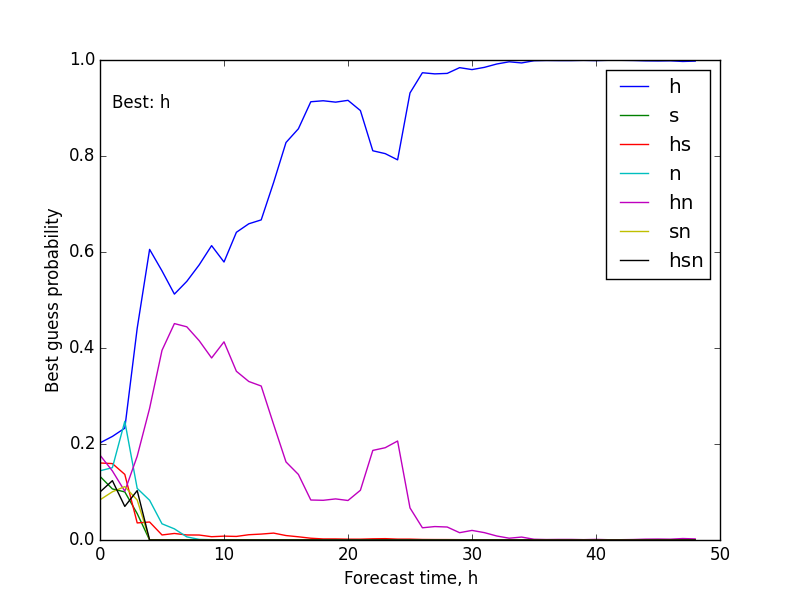 1.0
0.8
0.6
0.4
0.2
0.0
Best guess probability
Best: h
h
s
hs
n
hn
sn
hsn
0 10 20 30 40 50
Forecast time, h